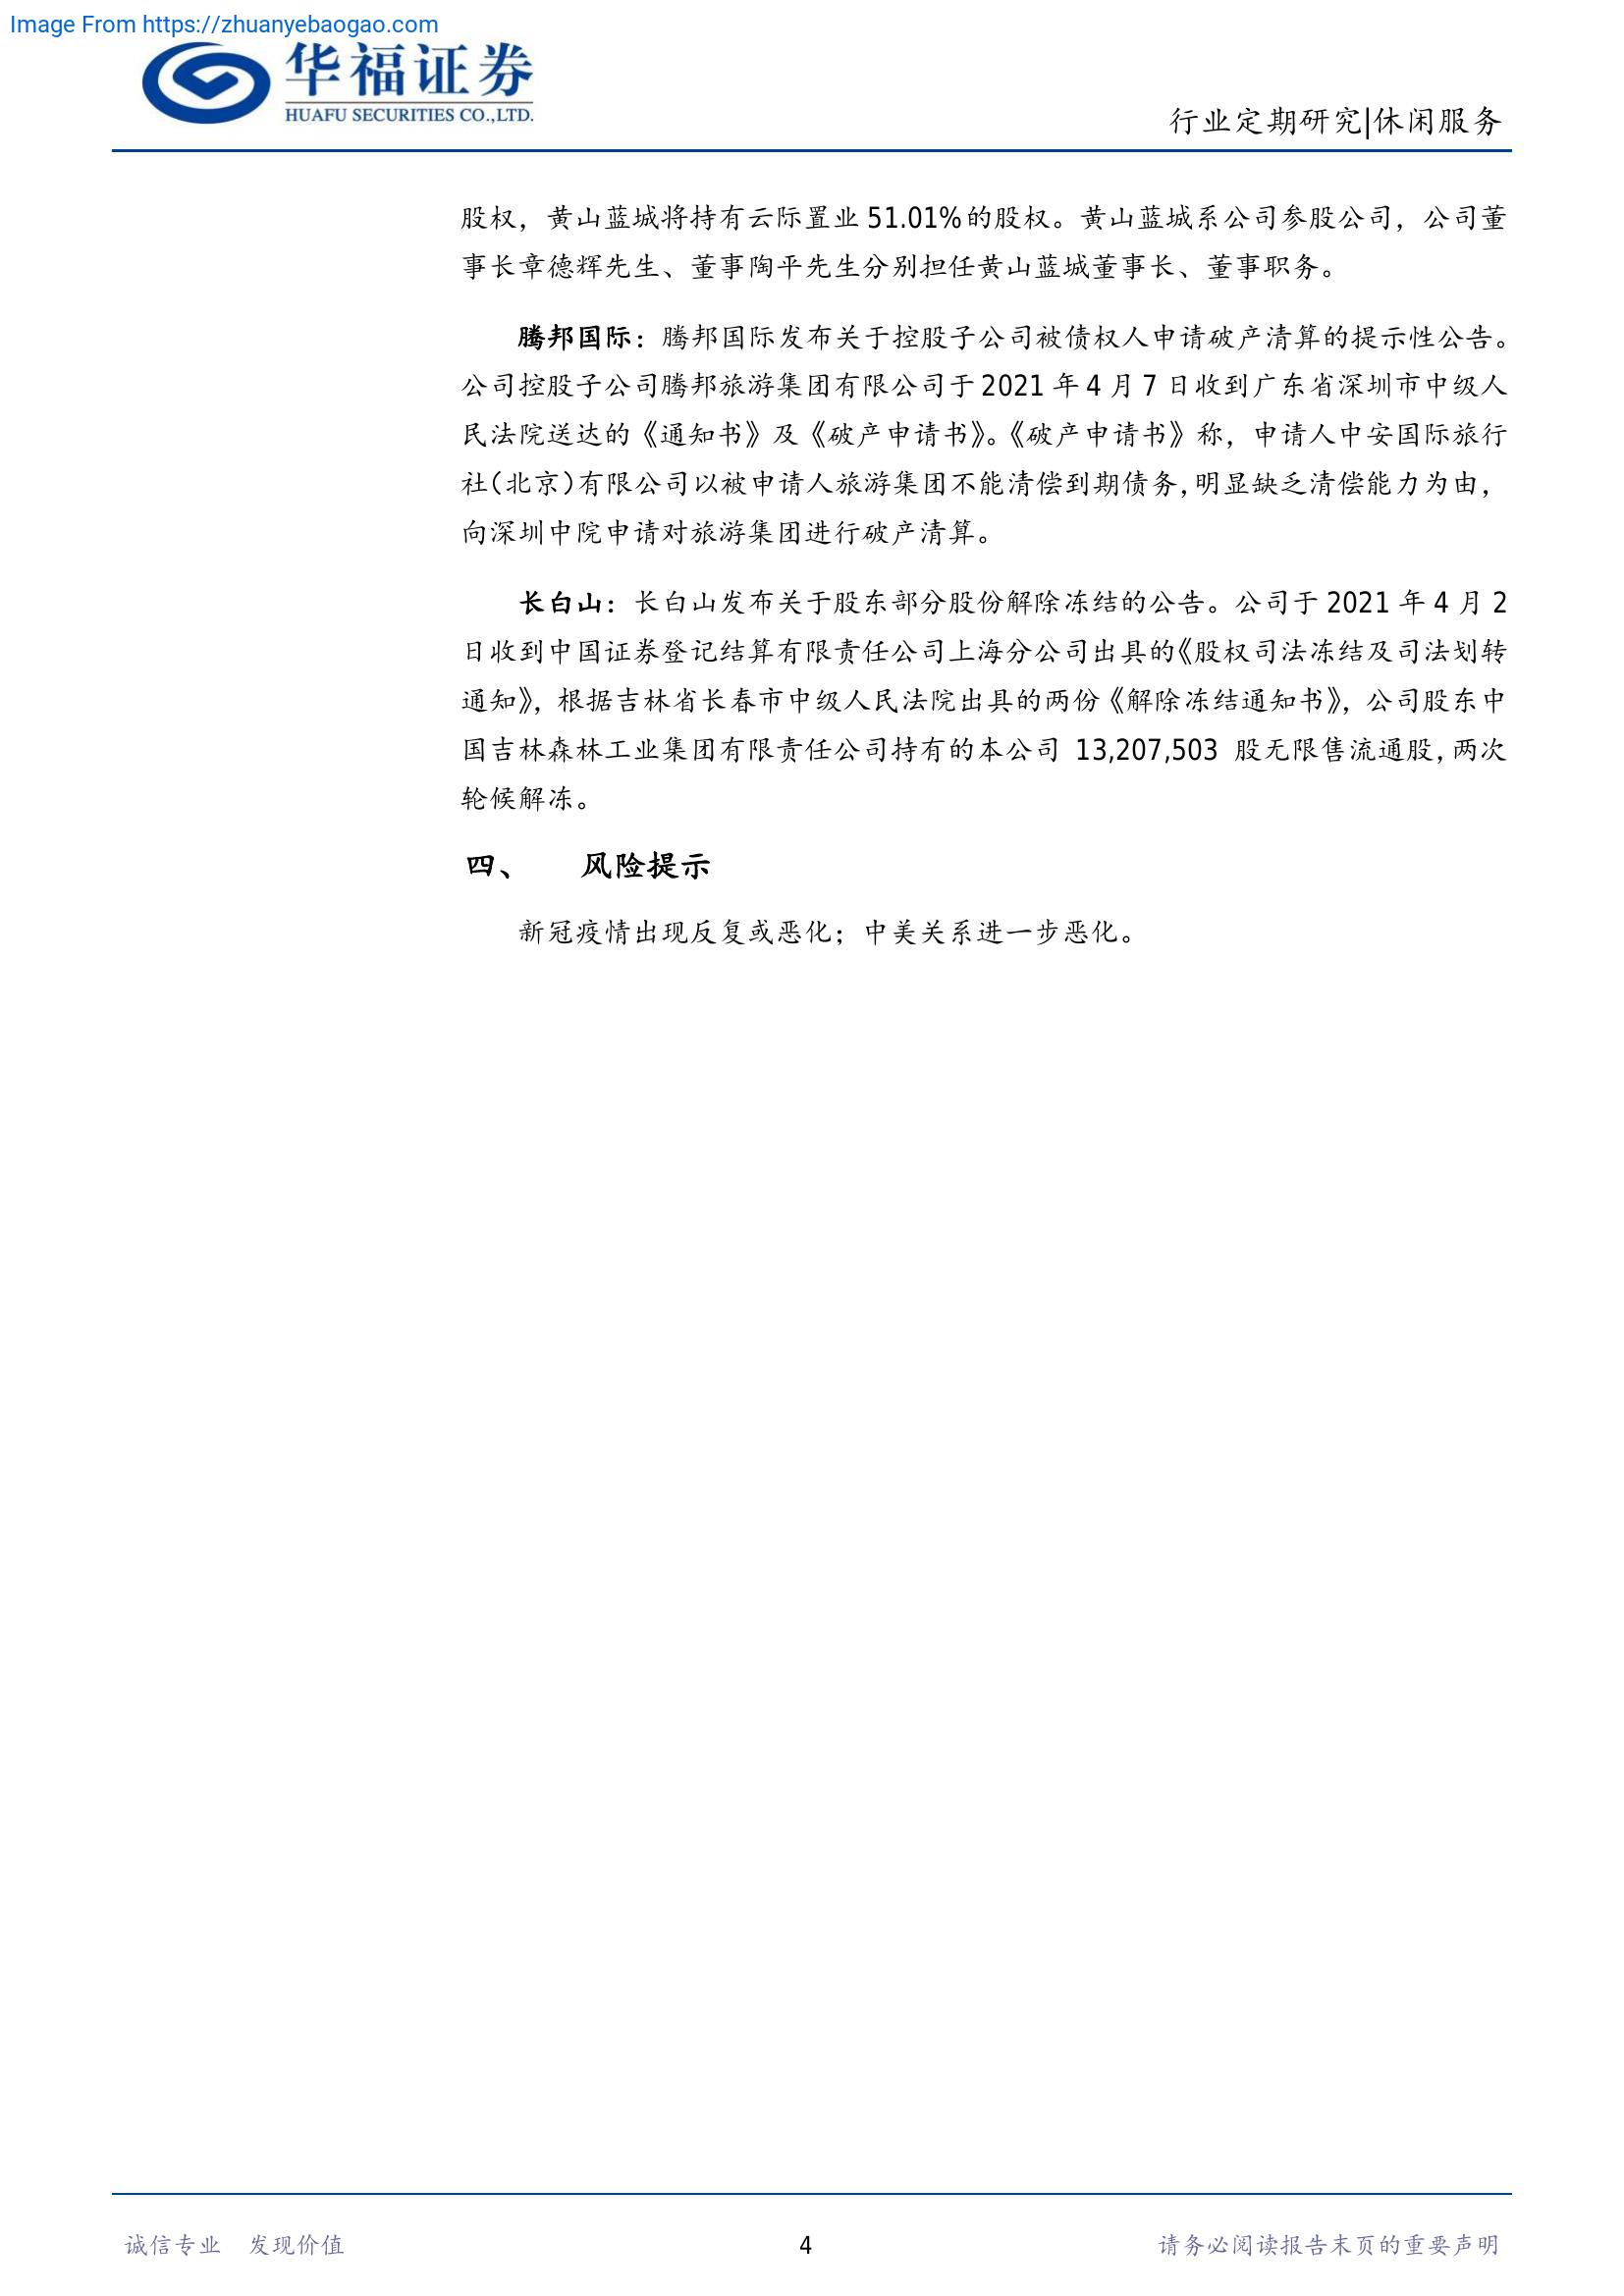 Image From https://zhuanyebaogao.com
华福证券
HUAFU SECURITIES CO.,LTD.
行业定期研究|休闲服务
股权，黄山蓝城将持有云际置业 51.01%的股权。黄山蓝城系公司参股公司，公司董
事长章德辉先生、董事陶平先生分别担任黄山蓝城董事长、董事职务。
腾邦国际：腾邦国际发布关于控股子公司被债权人申请破产清算的提示性公告。
公司控股子公司腾邦旅游集团有限公司于 2021 年 4 月 7 日收到广东省深圳市中级人
民法院送达的《通知书》及《破产申请书》。《破产申请书》称，申请人中安国际旅行
社（北京）有限公司以被申请人旅游集团不能清偿到期债务，明显缺乏清偿能力为由，
向深圳中院申请对旅游集团进行破产清算。
长白山：长白山发布关于股东部分股份解除冻结的公告。公司于 2021 年 4 月 2
日收到中国证券登记结算有限责任公司上海分公司出具的《股权司法冻结及司法划转
通知》，根据吉林省长春市中级人民法院出具的两份《解除冻结通知书》，公司股东中
国吉林森林工业集团有限责任公司持有的本公司 13,207,503 股无限售流通股，两次
轮候解冻。
四、 风险提示
新冠疫情出现反复或恶化；中美关系进一步恶化。
诚信专业 发现价值
4
请务必阅读报告末页的重要声明